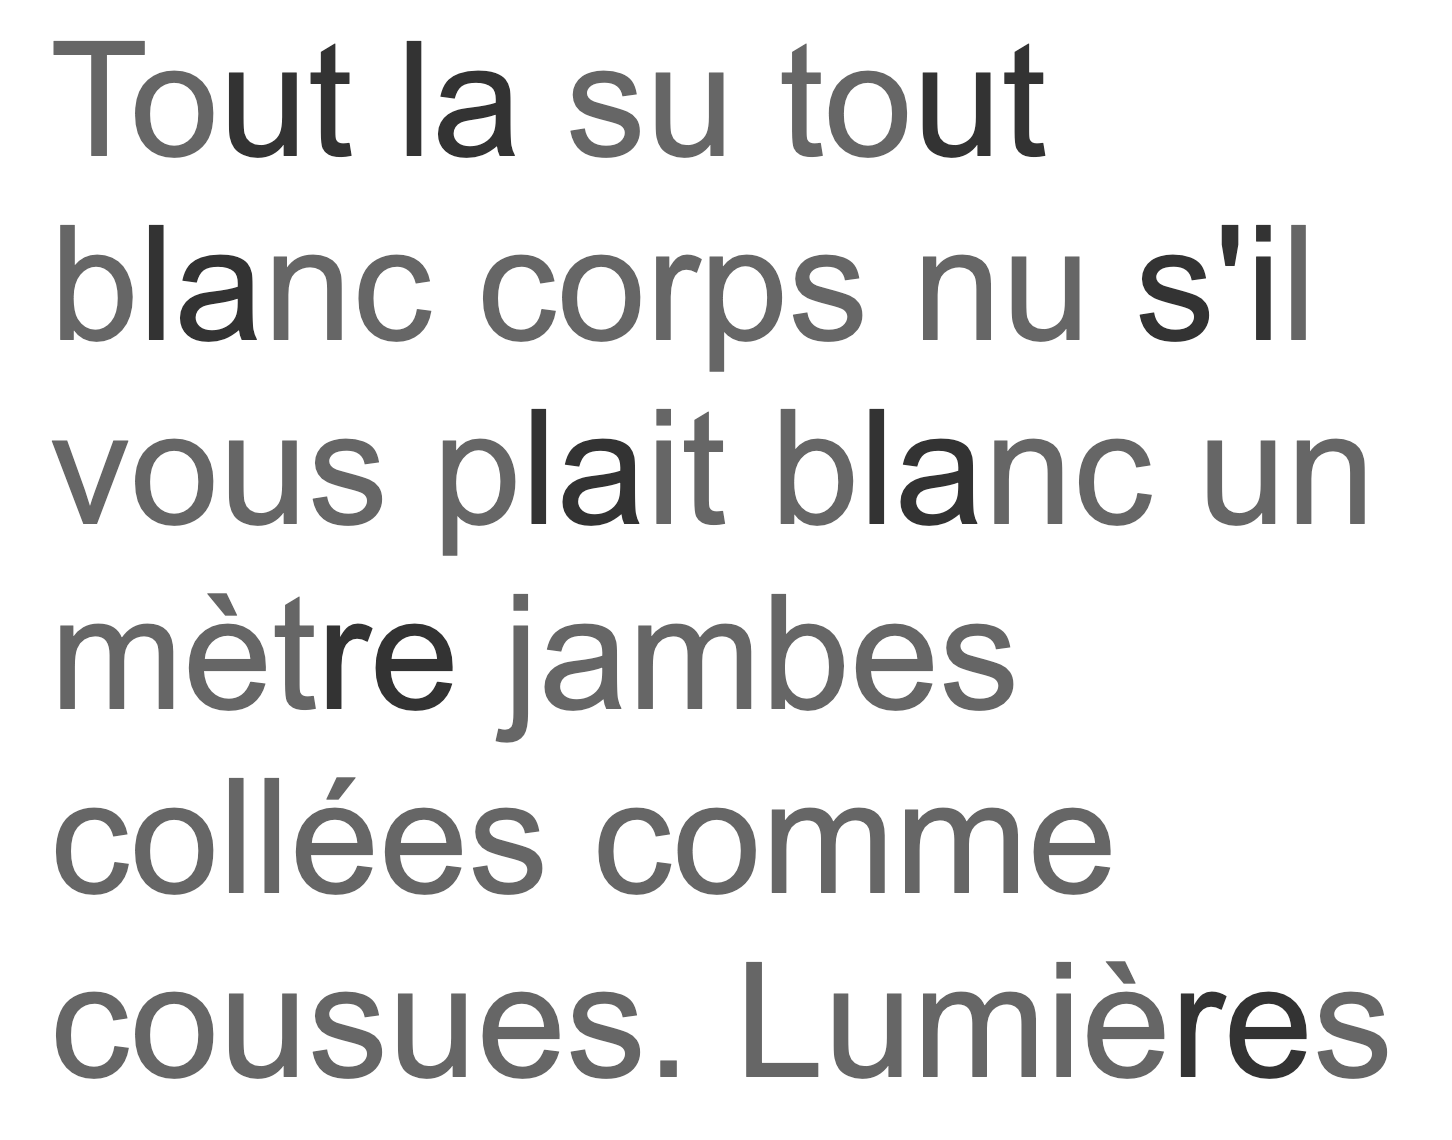 Tout la su tout
blanc corps nu s'il
vous plait blanc un
mètre jambes
collées comme
cousues. Lumières